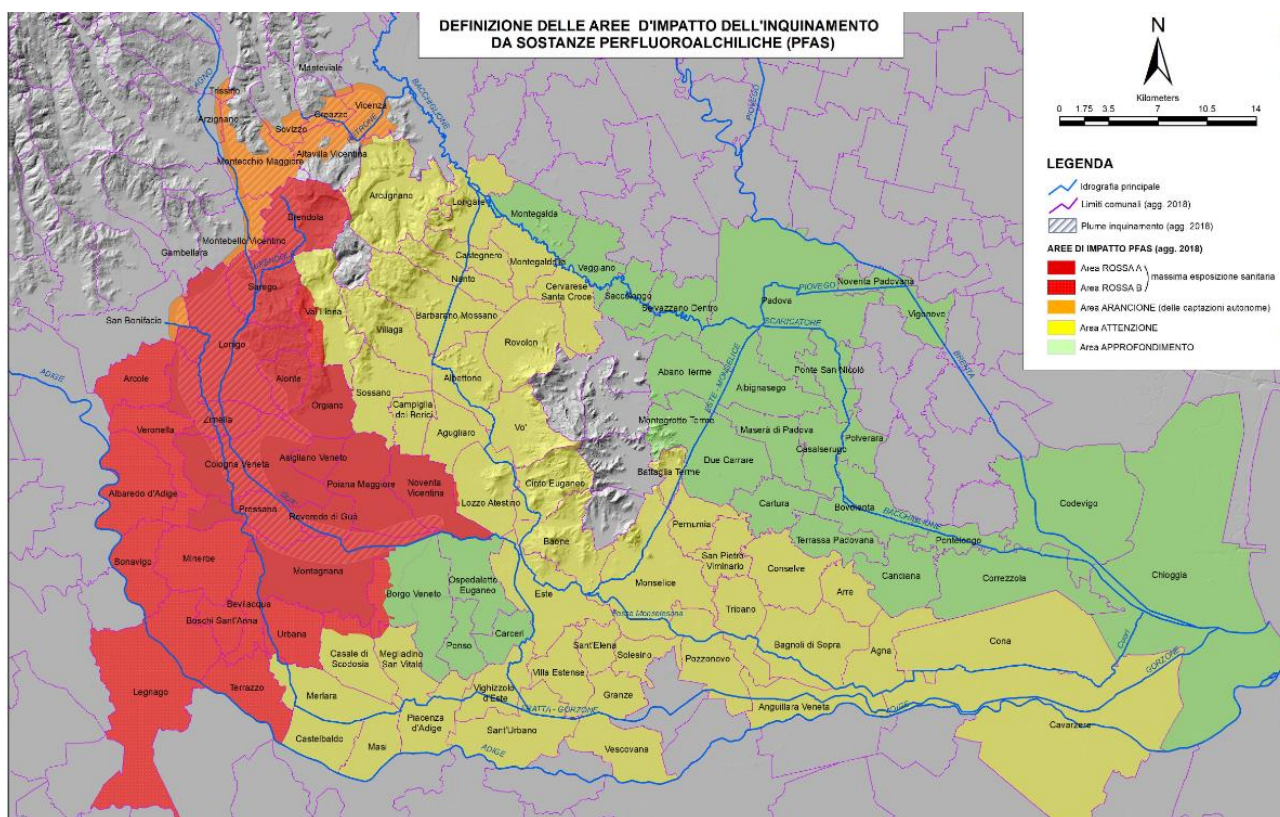 DEFINIZIONE DELLE AREE D'IMPATTO DELL'INQUINAMENTO
DA SOSTANZE PERFLUOROALCHILICHE (PFAS)
N
Kilometers
0 1.75 3.5 7 10.5 14
LEGENDA
Idrografia principale
Limiti comunali (agg. 2018)
Plume inquinamento (agg. 2018)
AREE DI IMPATTO PFAS (agg. 2018)
Area ROSSA A
massima esposizione sanitaria
Area ROSSA B
Area ARANCIONE (delle captazioni autonome)
Area ATTENZIONE
Area APPROFONDIMENTO
Monteviale
Trissino
Vicenza
Creazzo
Arzignano
Sovizzo
BACCHIGLIONE
PIOVEGO
Altavilla Vicentina
Montecchio Maggiore
Arcugnano
Longare
Brendola
Montegalda
Montebello Vicentino
Gambellara
Castegnero
Montegaldella
Nanto
Veggiano
Sarego
Cervarese
Santa Croce
Saccolongo
Noventa Padovana
PIOVEGO
Padova
Vigonovo
San Bonifacio
Villaga
Barbarano Mossano
SCARICATORE
Lonigo
Rovolon
BRENTA
ADIGE
Arcole
Alonte
Albettone
Abano Terme
Albignasego
Ponte San Nicolò
ESTE - MONSELICE
Sossano
Orgiano
Campiglia
dei Berici
Vo'
Zimella
Veronella
Agugliaro
Montegrotto Terme
Maserà di Padova
Polverara
Casalserugo
Asigliano Veneto
Cologna Veneta
Due Carrare
Battaglia Terme
Poiana Maggiore
Noventa
Vicentina
Cinto Euganeo
Lozzo Atestino
Albaredo d'Adige
Codevigo
Cartura
Bovolenta
BACCHIGLIONE
Pressana
Roveredo di Guà
Pernumia
Baone
Terrassa Padovana
Pontelongo
Bonavigo
Minerbe
San Pietro
Viminario
Conselve
Montagnana
Monselice
Candiana
Correzzola
Chioggia
Borgo Veneto
Ospedaletto
Euganeo
Este
Arre
Bevilacqua
Tribano
Boschi Sant'Anna
Urbana
Carceri
Ponso
Sant'Elena
Solesino
Bagnoli di Sopra
Agna
Cona
GORZONE
Casale di
Scodosia
Megliadino
San Vitale
Pozzonovo
Villa Estense
Legnago
Terrazzo
Merlara
Vighizzolo
d'Este
Granze
FRATTA - GORZONE
Anguillara Veneta
ADIGE
Piacenza
d'Adige
Cavarzere
Castelbaldo
Masi
Sant'Urbano
ADIGE
Vescovana